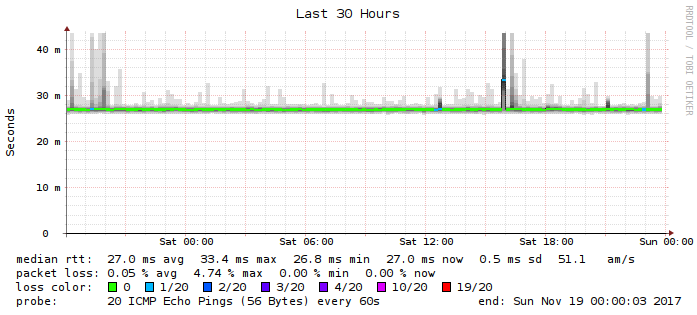 Last 30 Hours
RRDTOOL / TOBI OETIKER
Seconds
40 m
30 m
20 m
10 m
0
Sat 00:00 Sat 06:00 Sat 12:00 Sat 18:00 Sun 00:00
median rtt: 27.0 ms avg 33.4 ms max 26.8 ms min 27.0 ms now 0.5 ms sd 51.1 am/s
packet loss: 0.05 % avg 4.74 % max 0.00 % min 0.00 % now
loss color: 0 1/20 2/20 3/20 4/20 10/20 19/20
probe: 20 ICMP Echo Pings (56 Bytes) every 60s end: Sun Nov 19 00:00:03 2017